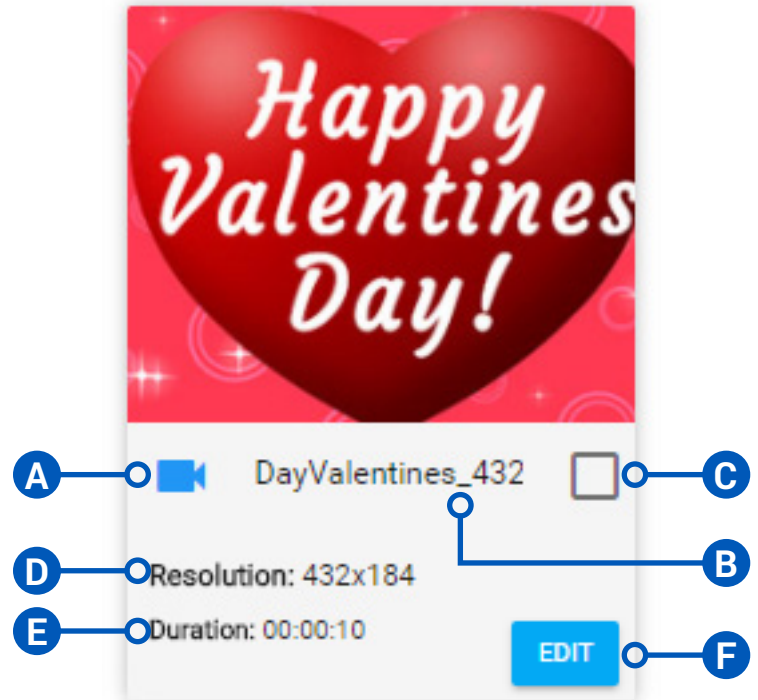 Happy
Valentines
Day!
A
DayValentines_432
C
B
D
Resolution: 432x184
E
Duration: 00:00:10
EDIT
F